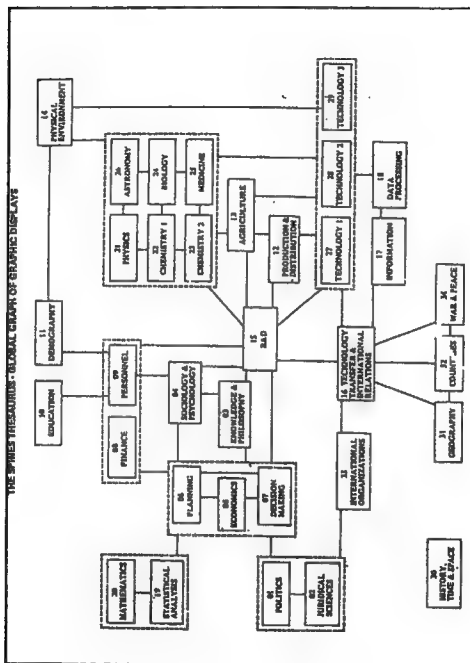 THE SPINES THESAURUS - GLOBAL GRAPH OF GRAPHIC DISPLAYS
10
EDUCATION
11
DEMOGRAPHY
14
PHYSICAL
ENVIRONMENT
20
MATHEMATICS
19
STATISTICAL
ANALYSIS
08
FINANCE
09
PERSONNEL
21
PHYSICS
26
ASTRONOMY
22
CHEMISTRY 1
24
BIOLOGY
23
CHEMISTRY 2
25
MEDICINE
06
PLANNING
ECONOMICS
07
DECISION
MAKING
04
SOCIOLOGY &
PSYCHOLOGY
03
KNOWLEDGE &
PHILOSOPHY
13
AGRICULTURE
12
PRODUCTION &
DISTRIBUTION
15
R&D
01
POLITICS
02
JURIDICAL
SCIENCES
27
TECHNOLOGY 1
28
TECHNOLOGY 2
29
TECHNOLOGY 3
INTERNATIONAL
ORGANIZATIONS
16 TECHNOLOGY
TRANSFER &
INTERNATIONAL
RELATIONS
17
INFORMATION
18
DATA
PROCESSING
30
HISTORY,
TIME & SPACE
31
GEOGRAPHY
32
COUNTRIES
34
WAR & PEACE